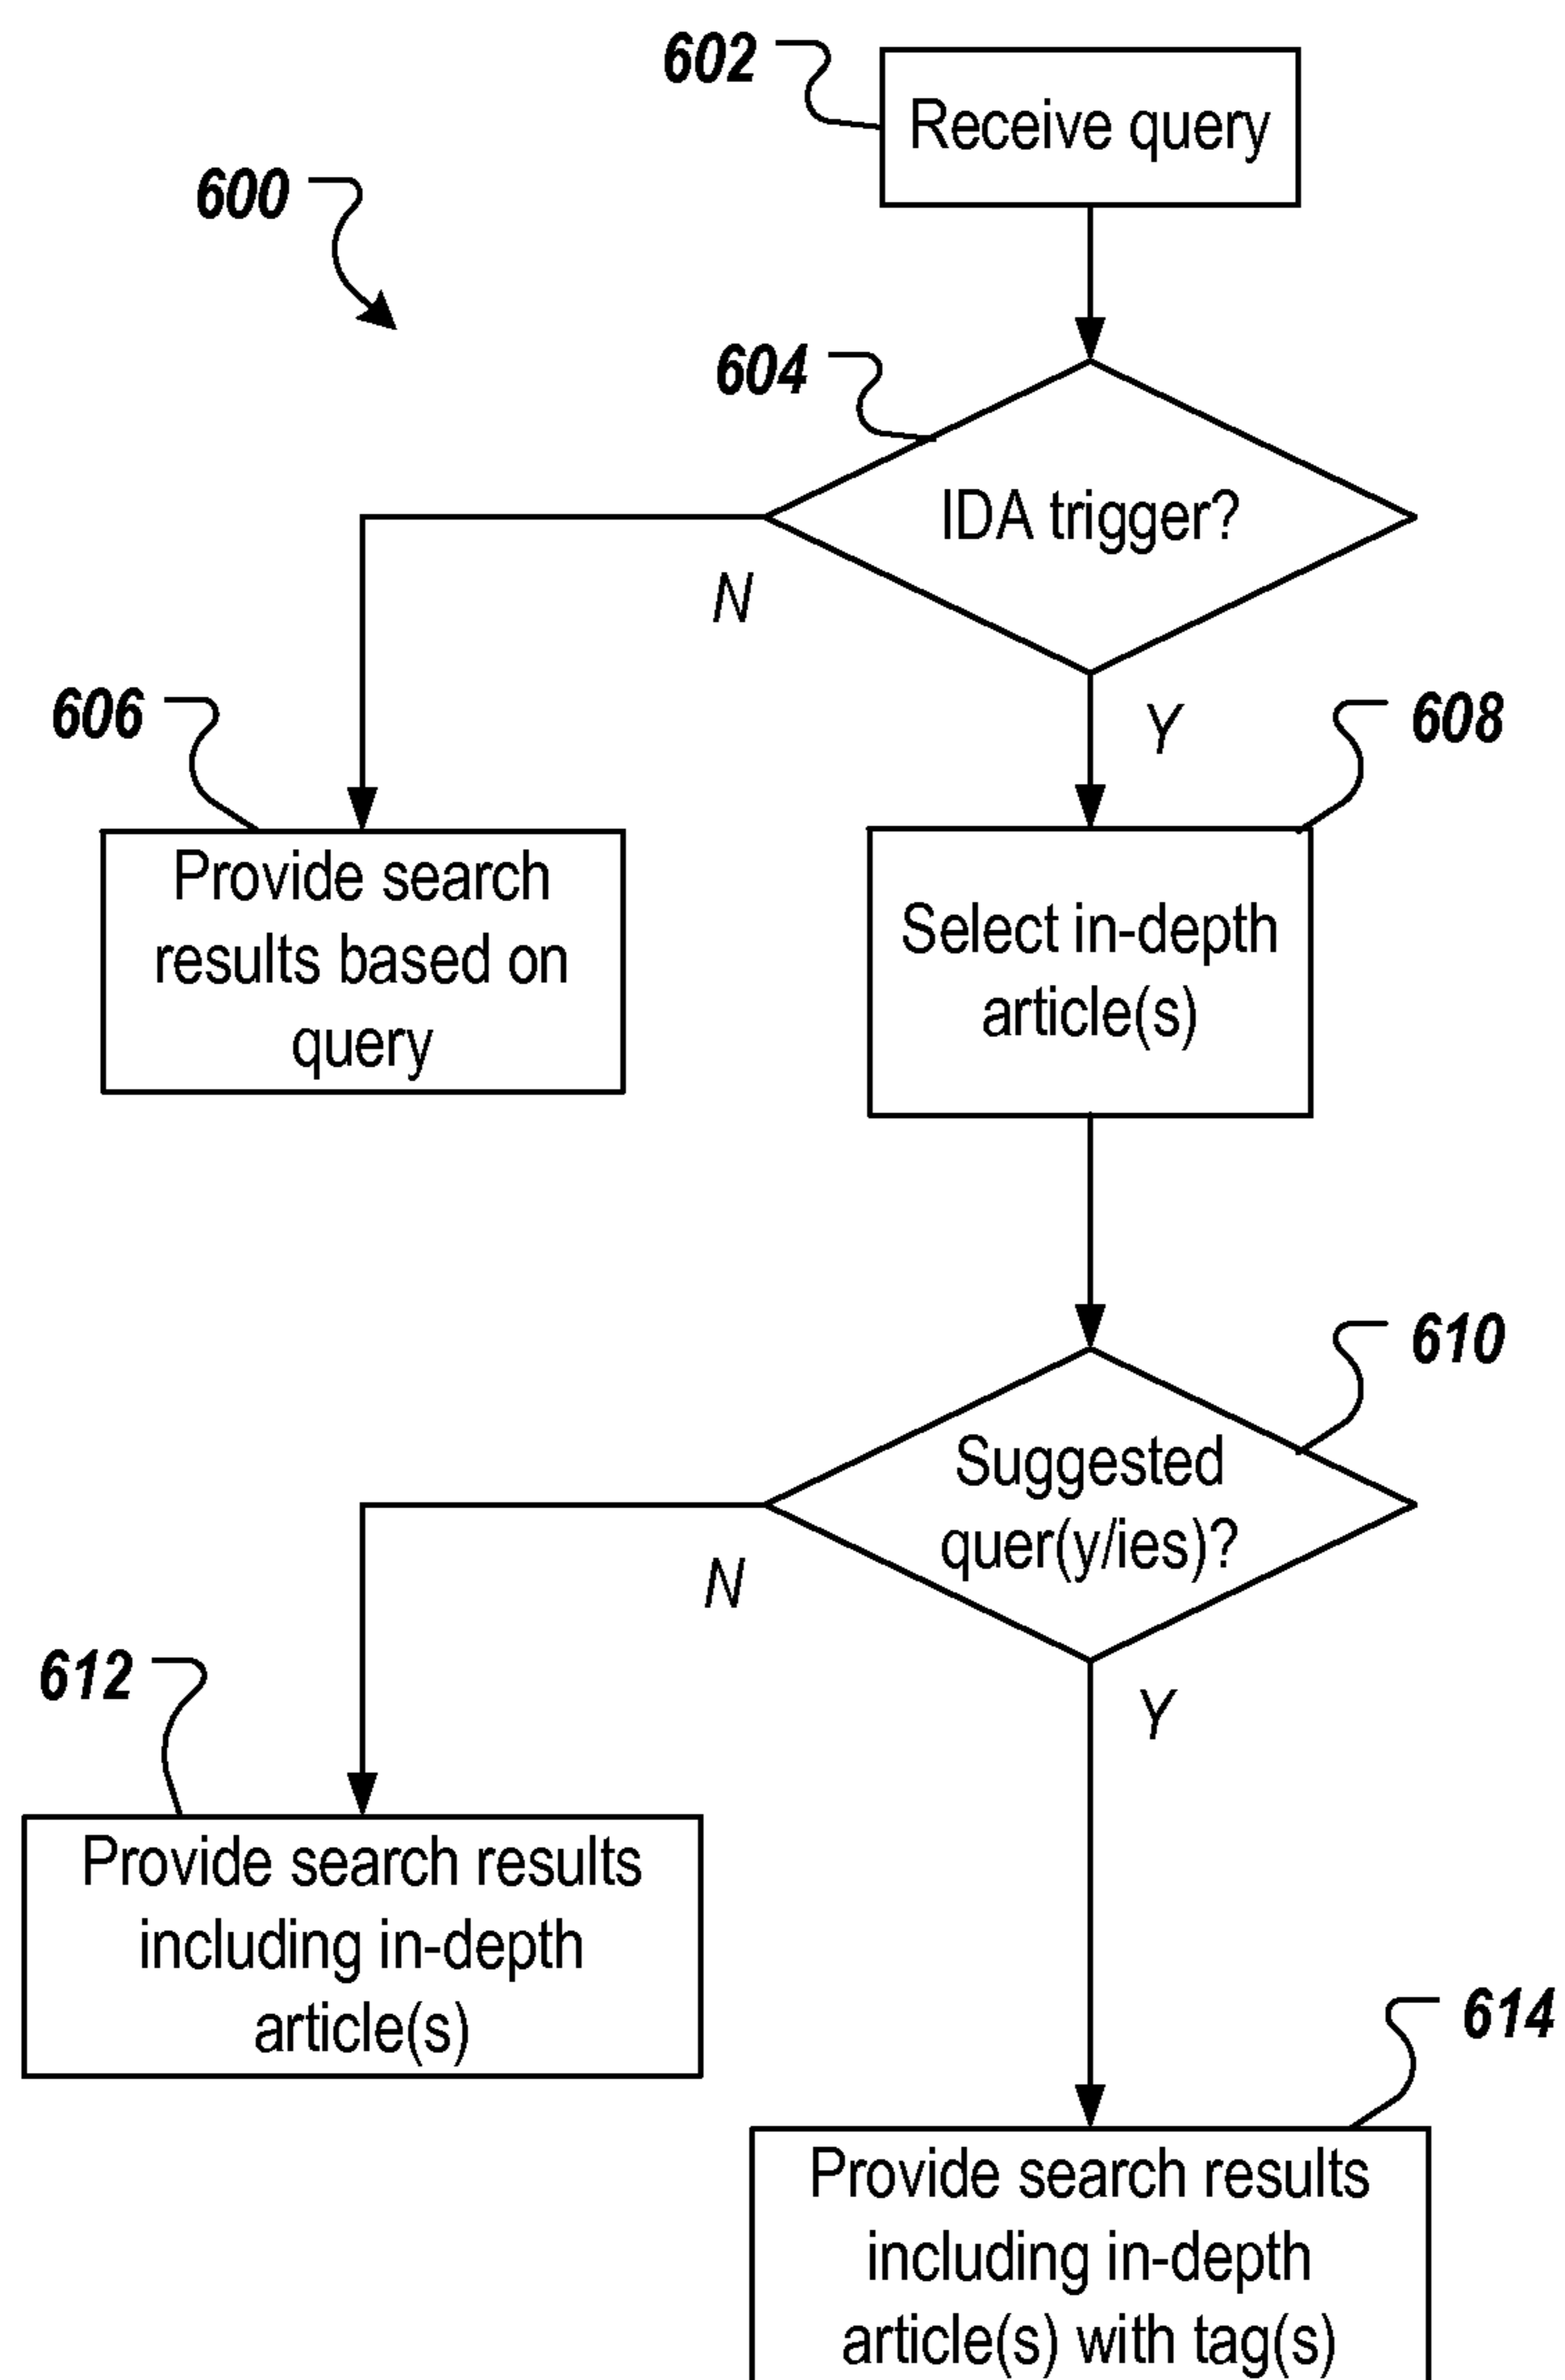 602
Receive query
600
604
IDA trigger?
N
Y
606
608
Provide search
results based on
query
Select in-depth
article(s)
610
Suggested
quer(y/ies)?
N
Y
612
Provide search results
including in-depth
article(s)
614
Provide search results
including in-depth
article(s) with tag(s)